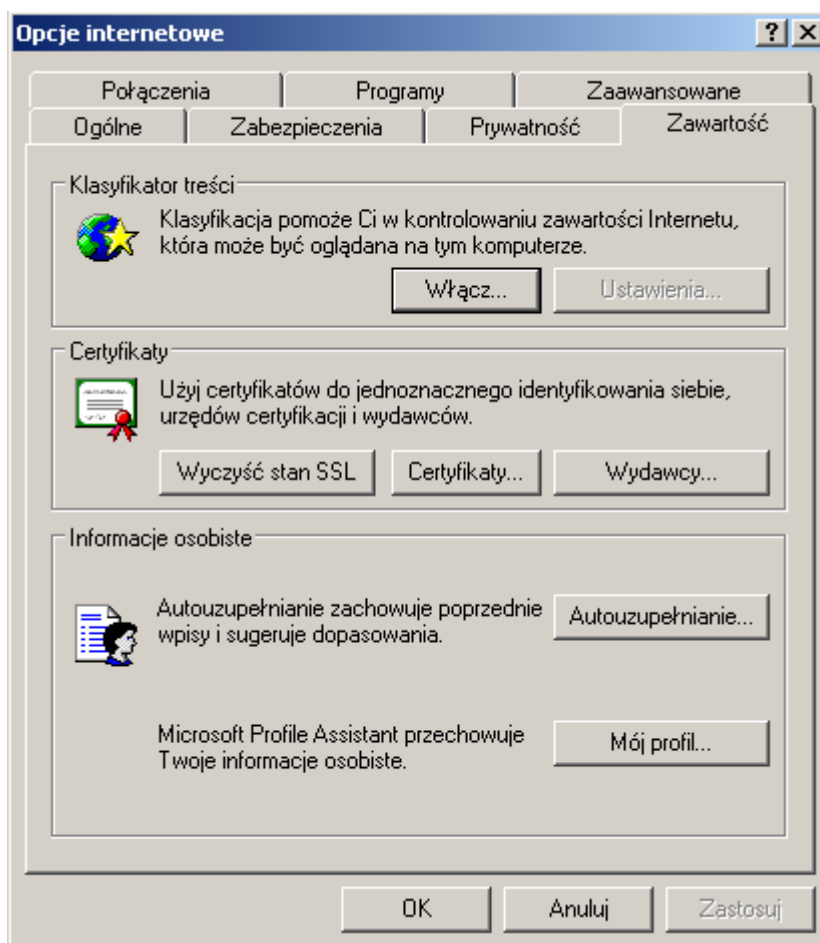 Opcje internetowe
Połączenia Programy Zaawansowane
Ogólne Zabezpieczenia Prywatność Zawartość
Klasyfikator treści
Klasyfikacja pomoże Ci w kontrolowaniu zawartości Internetu,
która może być oglądana na tym komputerze.
Włącz... Ustawienia...
Certyfikaty
Użyj certyfikatów do jednoznacznego identyfikowania siebie,
urzędów certyfikacji i wydawców.
Wyczyść stan SSL Certyfikaty... Wydawcy...
Informacje osobiste
Autouzupełnianie zachowuje poprzednie
wpisy i sugeruje dopasowania.
Autouzupełnianie...
Microsoft Profile Assistant przechowuje
Twoje informacje osobiste.
Mój profil...
OK Anuluj Zastosuj